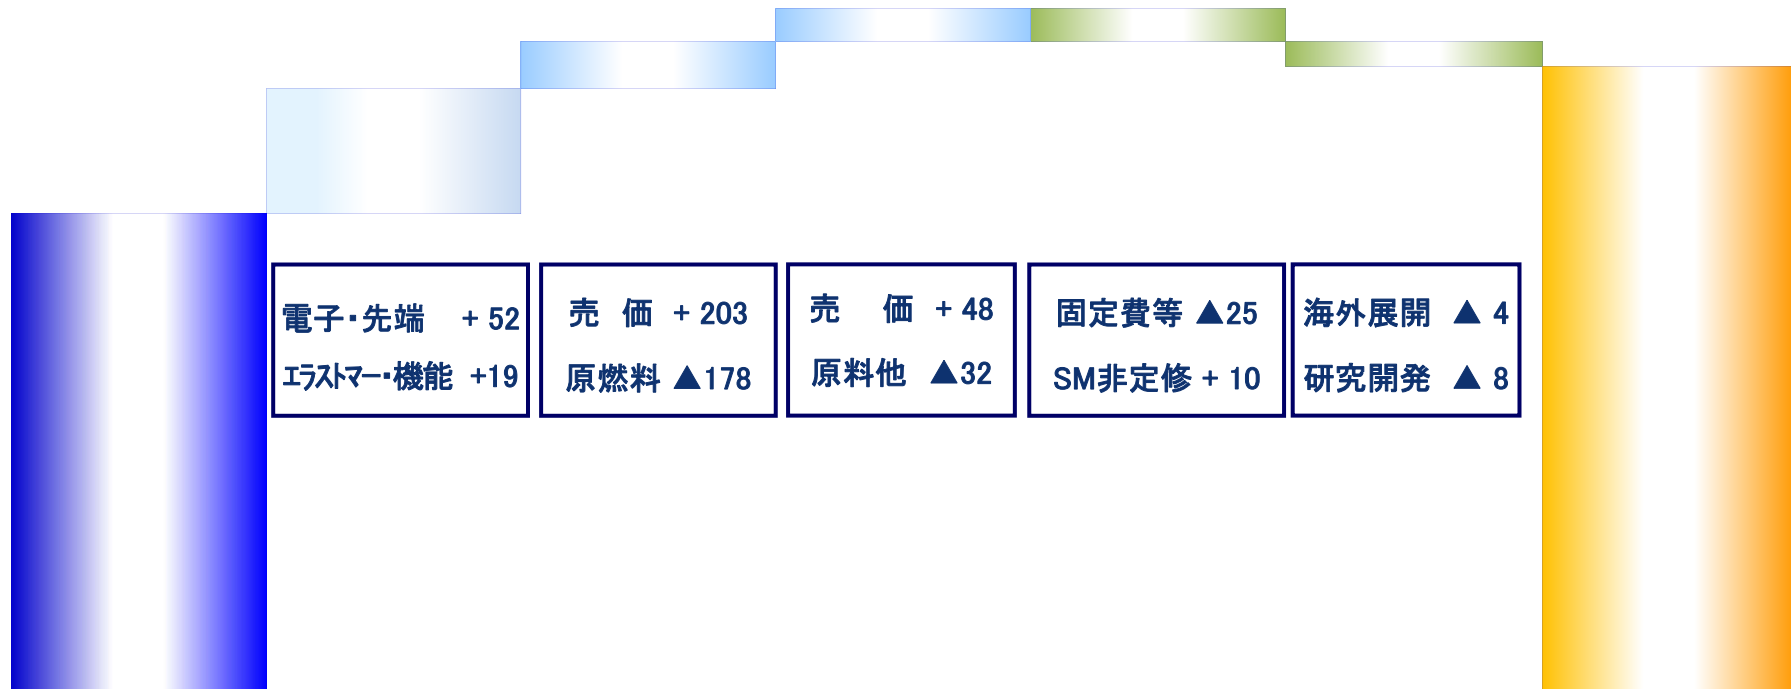 電子・先端 + 52
エラストマー・機能 +19
売 価 + 203
原燃料 ▲178
売 価 + 48
原料他 ▲32
固定費等 ▲25
SM非定修 + 10
海外展開 ▲ 4
研究開発 ▲ 8